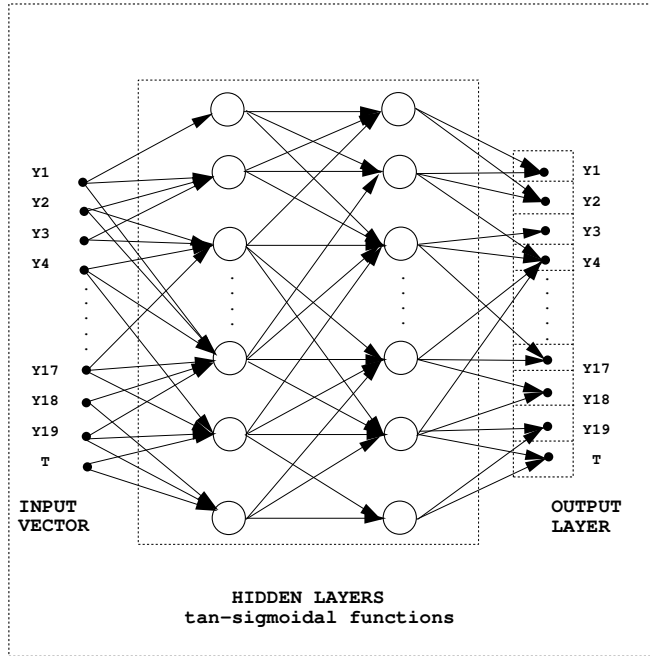 Y1
Y2
Y3
Y4
Y17
Y18
Y19
T
INPUT
VECTOR
Y1
Y2
Y3
Y4
Y17
Y18
Y19
T
OUTPUT
LAYER
HIDDEN LAYERS
tan-sigmoidal functions